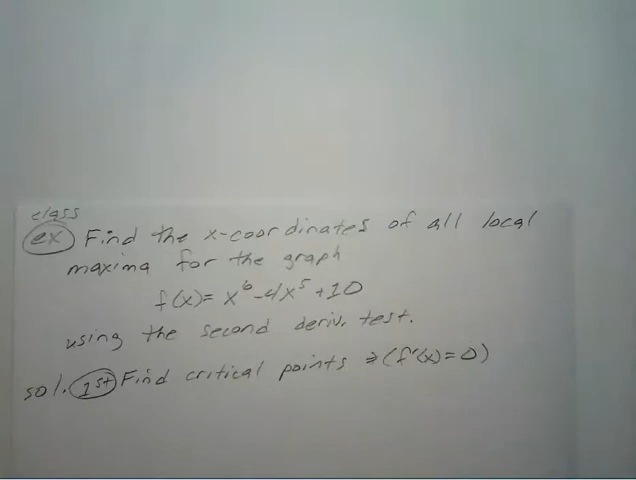 class
ex Find the x-coordinates of all local
maxima for the graph
f(x)= x⁶-4x⁵+10
using the second deriv. test.
sol. 1st Find critical points ⇒(f'(x)=0)